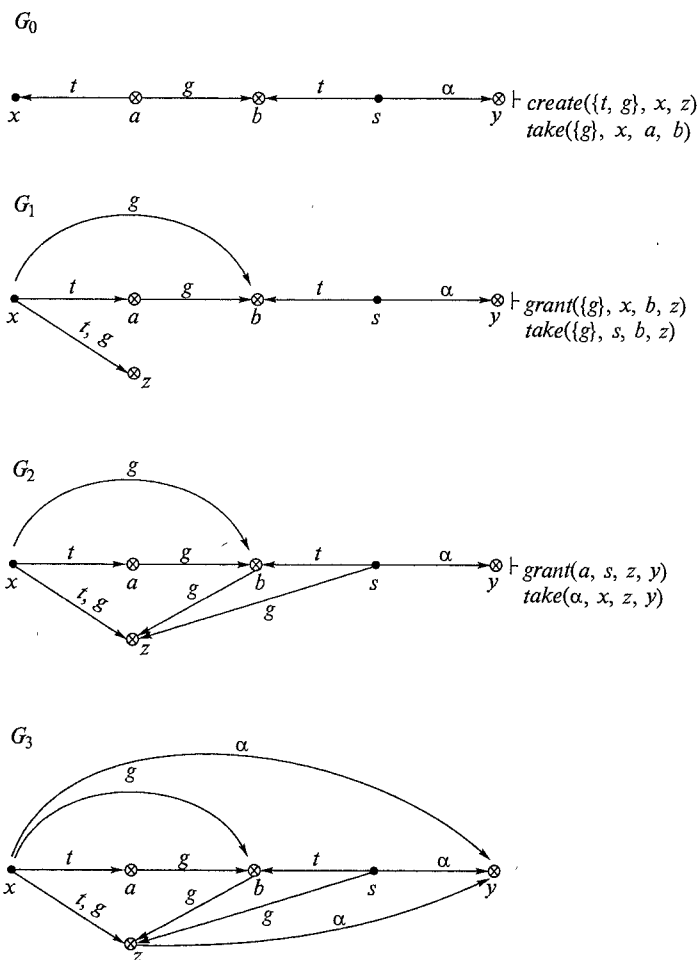 G₀
t g t α
x a b s y
⊢ create({t, g}, x, z)
take({g}, x, a, b)
G₁
g
t g t α
x a b s y
⊢ grant({g}, x, b, z)
take({g}, s, b, z)
t, g
z
G₂
g
t g t α
x a b s y
⊢ grant(a, s, z, y)
take(α, x, z, y)
t, g g g
z
G₃
α
g
t g t α
x a b s y
t, g g g α
z